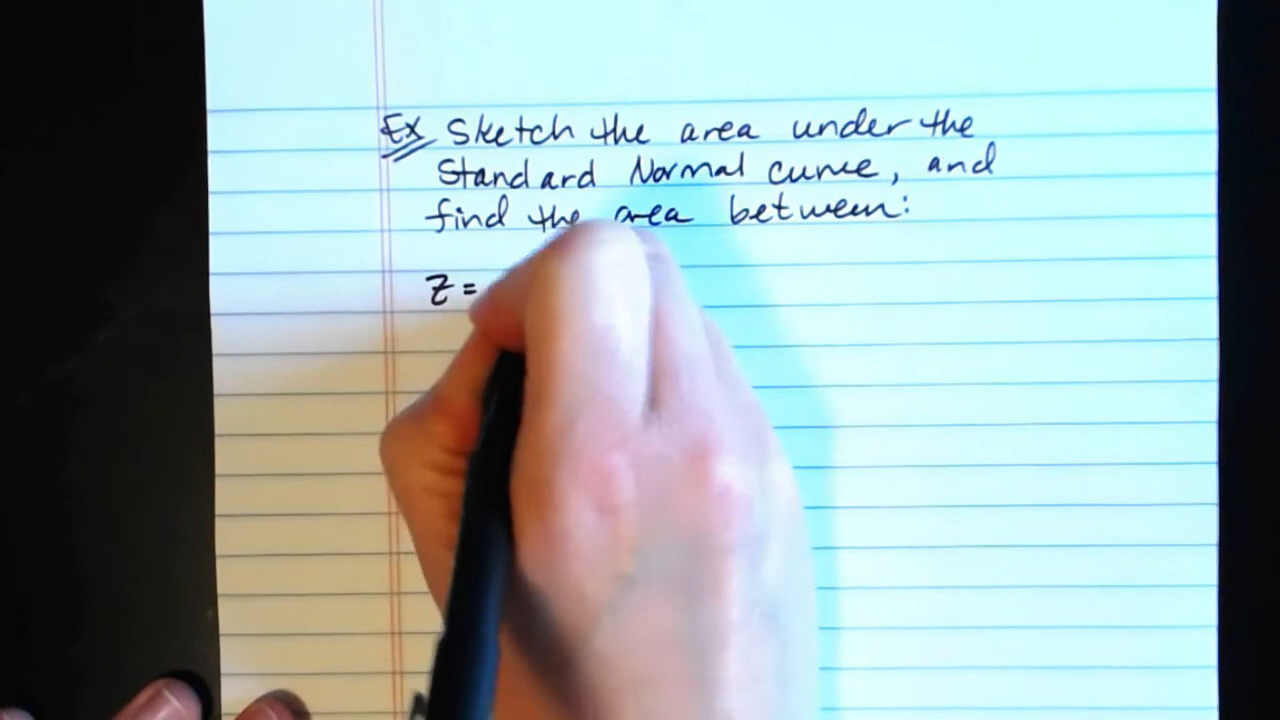 Ex Sketch the area under the
Standard Normal curve, and
find the area between:
Z =